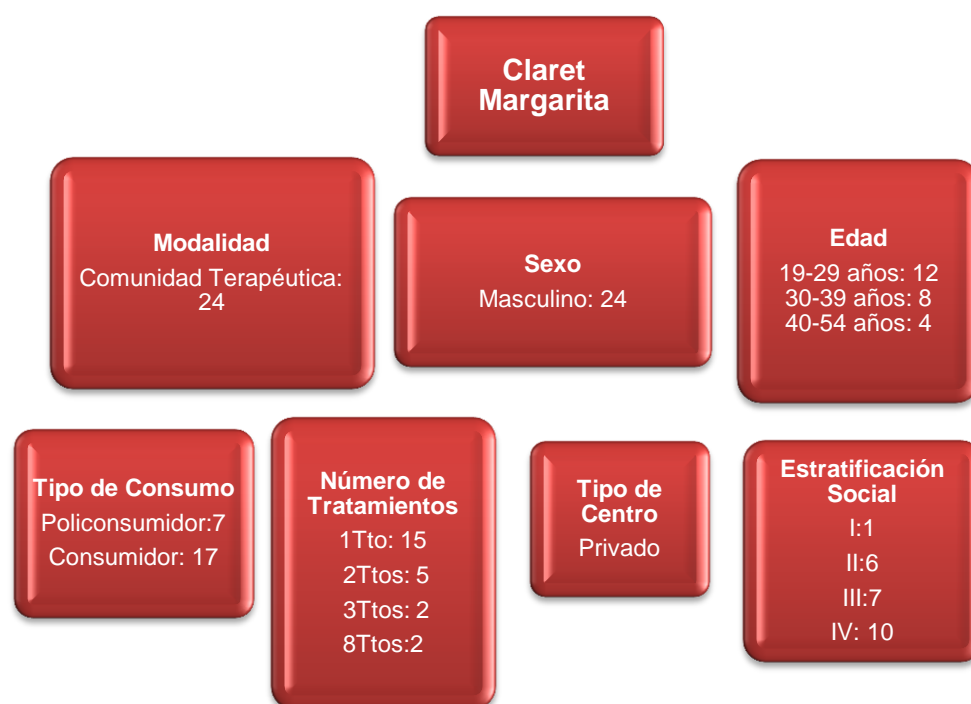 Claret
Margarita
Modalidad
Comunidad Terapéutica:
24
Sexo
Masculino: 24
Edad
19-29 años: 12
30-39 años: 8
40-54 años: 4
Tipo de Consumo
Policonsumidor:7
Consumidor: 17
Número de
Tratamientos
1Tto: 15
2Ttos: 5
3Ttos: 2
8Ttos:2
Tipo de
Centro
Privado
Estratificación
Social
I:1
II:6
III:7
IV: 10